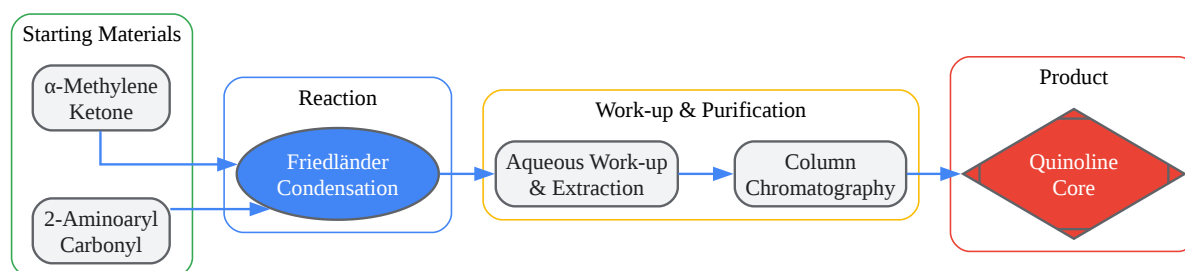 Starting Materials
α-Methylene
Ketone
2-Aminoaryl
Carbonyl
Reaction
Friedländer
Condensation
Work-up & Purification
Aqueous Work-up
& Extraction
Column
Chromatography
Product
Quinoline
Core